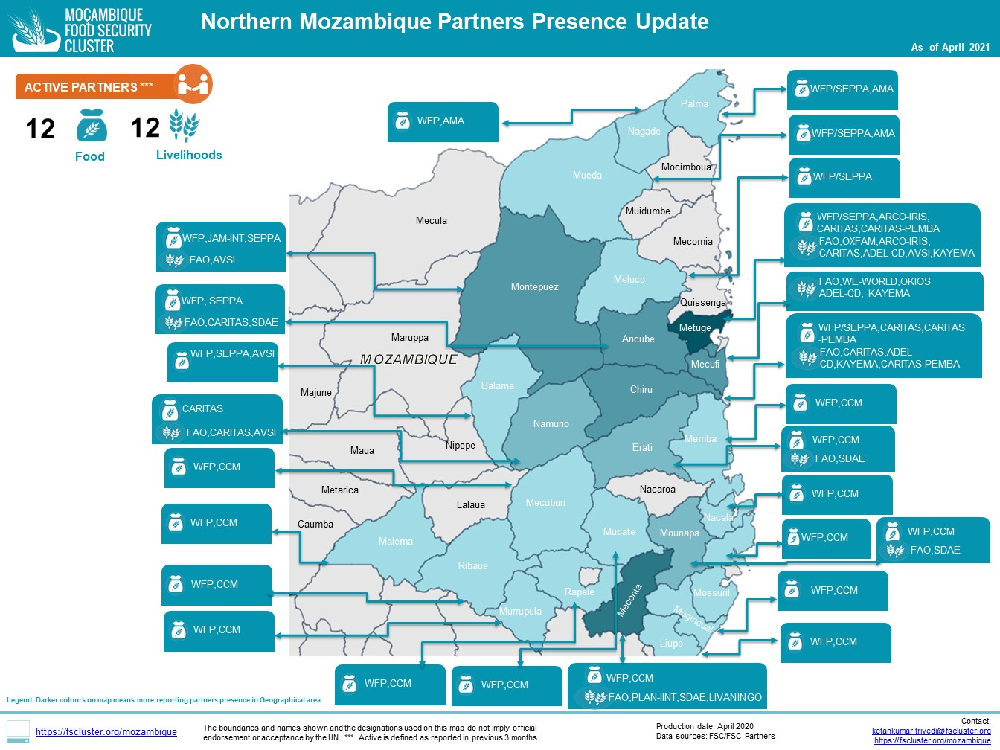 MOÇAMBIQUE
FOOD SECURITY
CLUSTER
Northern Mozambique Partners Presence Update
As of April 2021
ACTIVE PARTNERS ***
12
Food
12
Livelihoods
WFP,AMA
WFP/SEPPA,AMA
WFP/SEPPA,AMA
WFP/SEPPA
WFP/SEPPA,ARCO-IRIS,
CARITAS,CARITAS-PEMBA
FAO,OXFAM,ARCO-IRIS,
CARITAS,ADEL-CD,AVSI,KAYEMA
FAO,WE-WORLD,OKIOS
ADEL-CD, KAYEMA
WFP/SEPPA,CARITAS,CARITAS
-PEMBA
FAO,CARITAS,ADEL-
CD,KAYEMA,CARITAS-PEMBA
WFP,CCM
WFP,CCM
FAO,SDAE
WFP,CCM
WFP,CCM
WFP,CCM
FAO,SDAE
WFP,CCM
WFP,CCM
WFP,JAM-INT,SEPPA
FAO,AVSI
WFP, SEPPA
FAO,CARITAS,SDAE
WFP,SEPPA,AVSI
CARITAS
FAO,CARITAS,AVSI
WFP,CCM
WFP,CCM
WFP,CCM
WFP,CCM
WFP,CCM
WFP,CCM
WFP,CCM
FAO,PLAN-IINT,SDAE,LIVANINGO
Palma
Nagade
Mocimboua
Mueda
Muidumbe
Mecula
Mecomia
Meluco
Montepuez
Quissenga
Metuge
Maruppa
Ancube
MOZAMBIQUE
Mecufi
Balama
Majune
Chiru
Namuno
Memba
Nipepe
Erati
Maua
Metarica
Nacaroa
Lalaua
Mecuburi
Nacala
Caumba
Mucate
Mounapa
Malema
Ribaue
Rapale
Mossuril
Meconta
Murrupula
Mogincual
Liupo
Legend: Darker colours on map means more reporting partners presence in Geographical area
https://fscluster.org/mozambique
The boundaries and names shown and the designations used on this map do not imply official
endorsement or acceptance by the UN. *** Active is defined as reported in previous 3 months
Production date: April 2020
Data sources: FSC/FSC Partners
Contact:
ketankumar.trivedi@fscluster.org
https://fscluster.org/mozambique